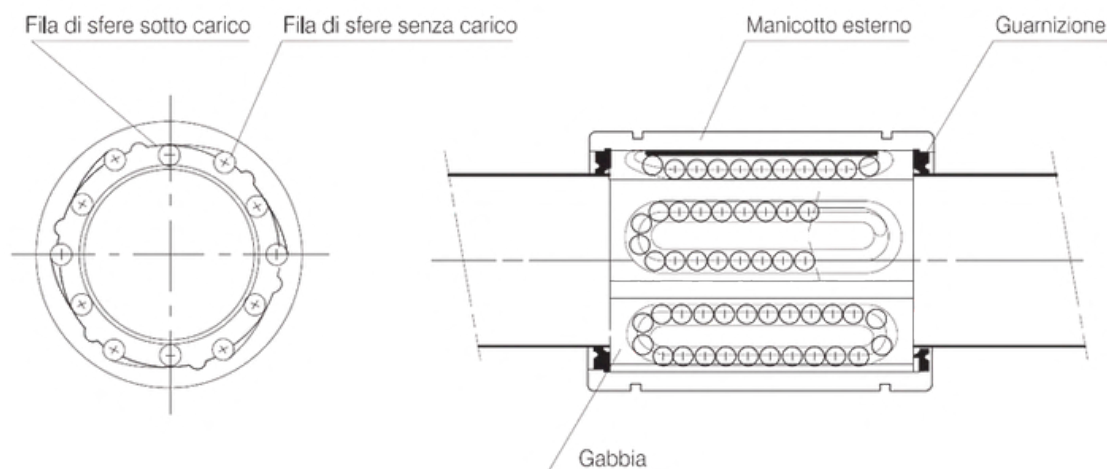 Fila di sfere sotto carico
Fila di sfere senza carico
Manicotto esterno
Guarnizione
Gabbia